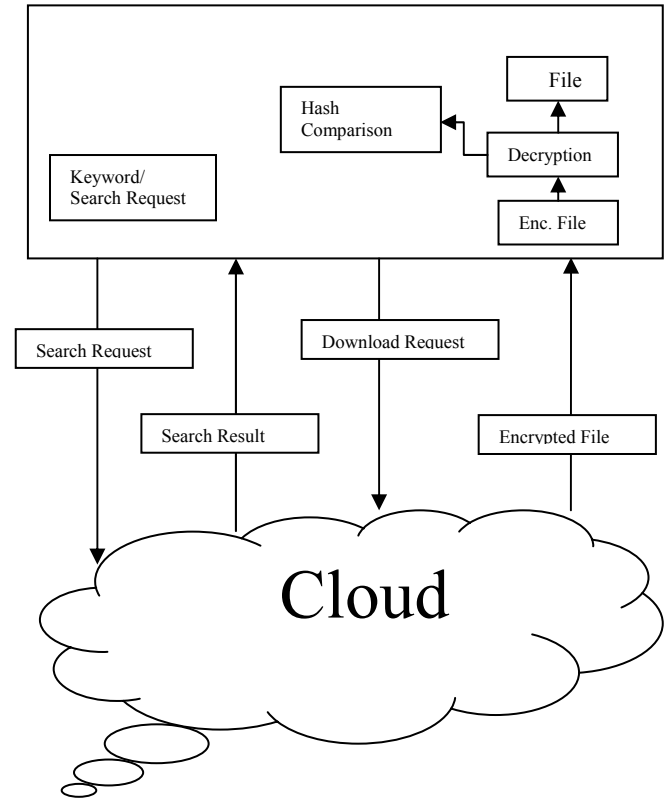 File
Hash
Comparison
Decryption
Keyword/
Search Request
Enc. File
Search Request
Download Request
Search Result
Encrypted File
Cloud